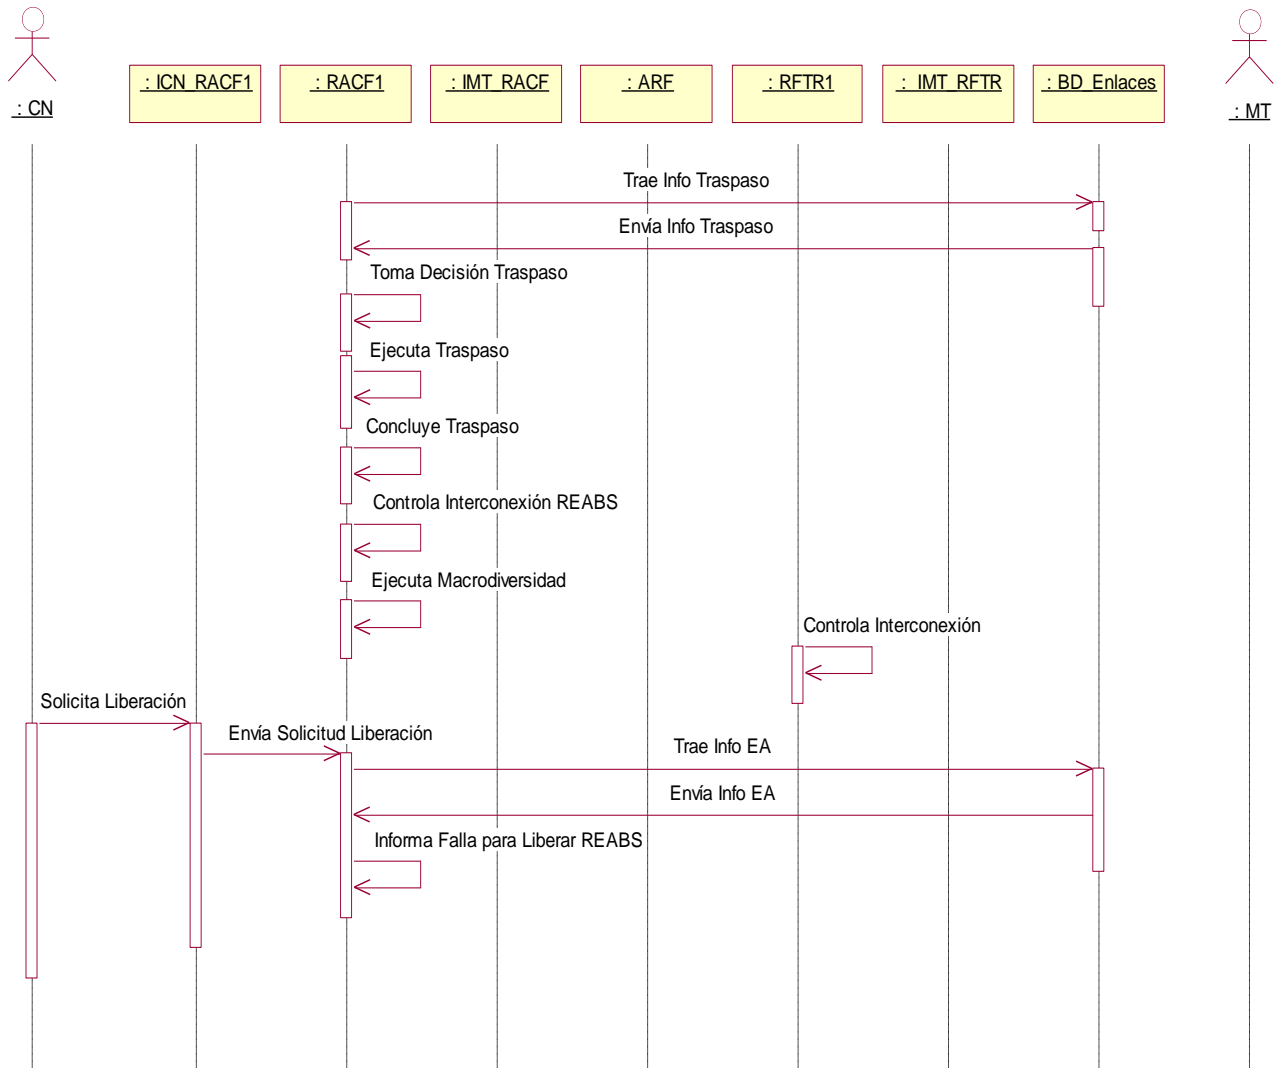 : CN
: ICN_RACF1
: RACF1
: IMT_RACF
: ARF
: RFTR1
: IMT_RFTR
: BD_Enlaces
: MT
Trae Info Traspaso
Envía Info Traspaso
Toma Decisión Traspaso
Ejecuta Traspaso
Concluye Traspaso
Controla Interconexión REABS
Ejecuta Macrodiversidad
Controla Interconexión
Solicita Liberación
Envía Solicitud Liberación
Trae Info EA
Envía Info EA
Informa Falla para Liberar REABS